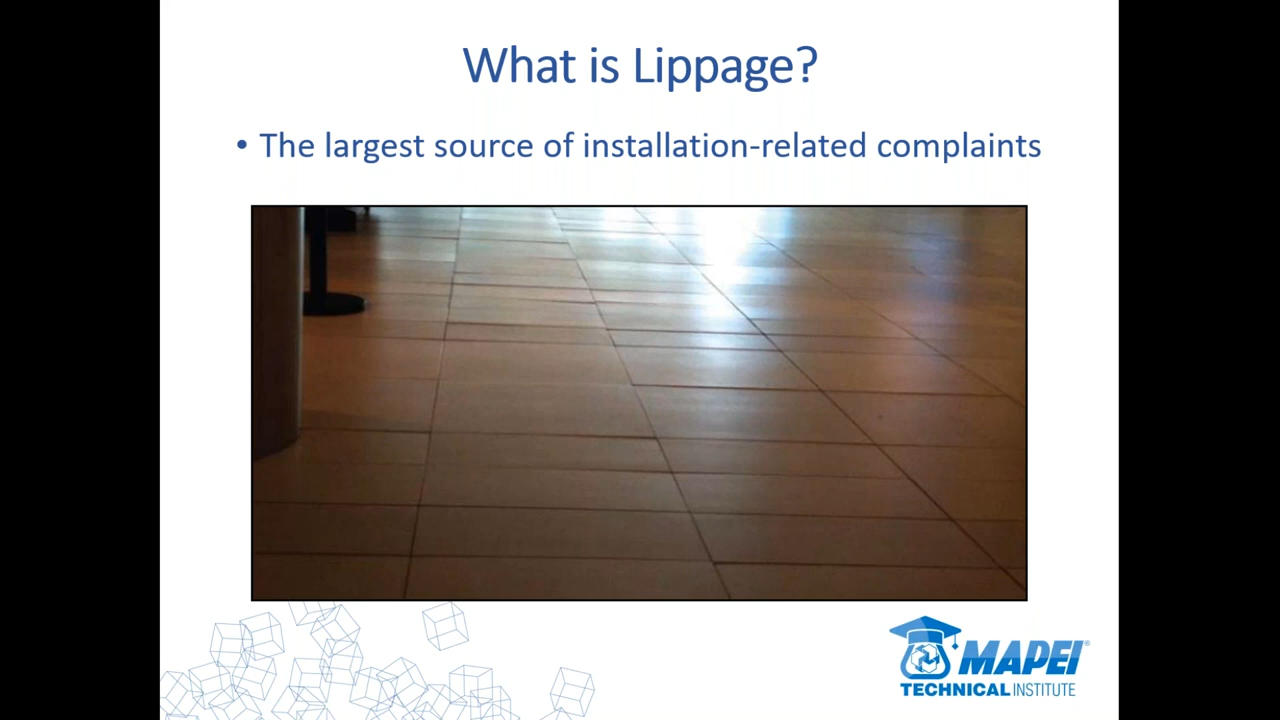 What is Lippage?
• The largest source of installation-related complaints
MAPEI®
TECHNICAL INSTITUTE